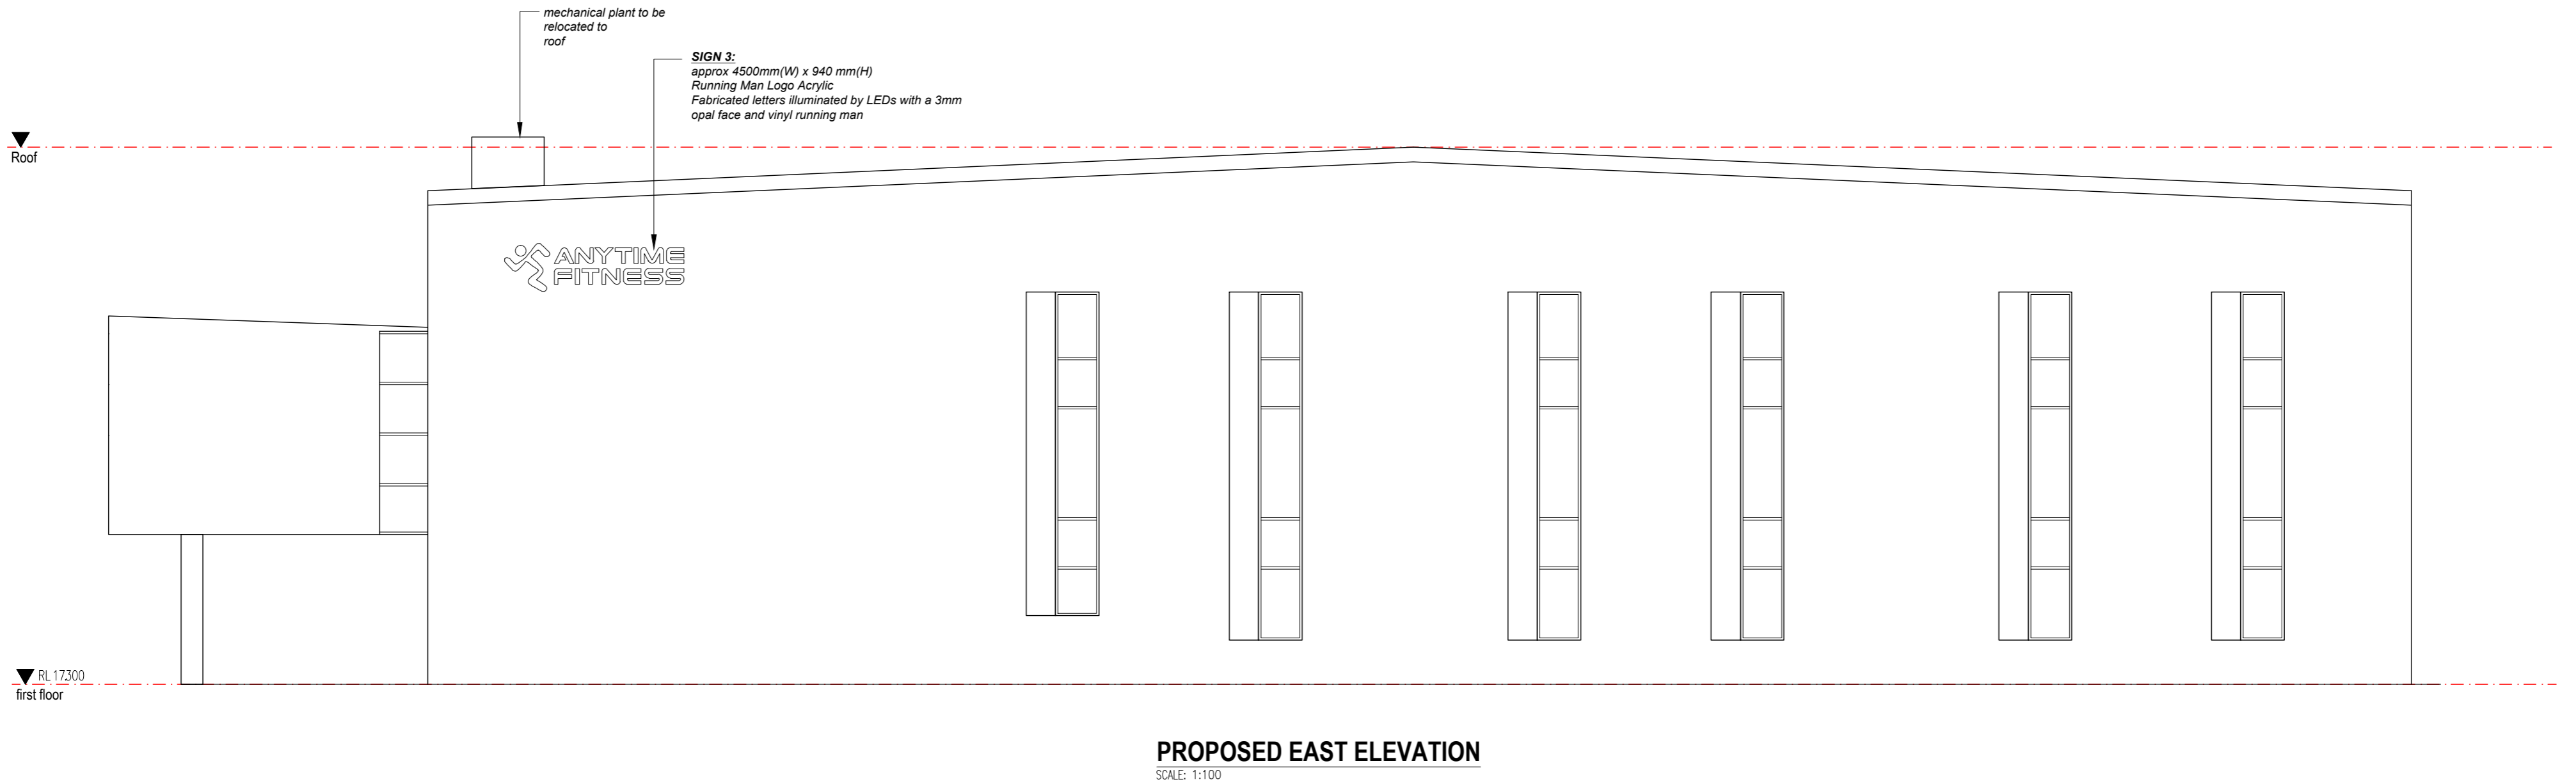 mechanical plant to be
relocated to
roof
SIGN 3:
approx 4500mm(W) x 940 mm(H)
Running Man Logo Acrylic
Fabricated letters illuminated by LEDs with a 3mm
opal face and vinyl running man
Roof
ANYTIME
FITNESS
RL 17.300
first floor
PROPOSED EAST ELEVATION
SCALE: 1:100